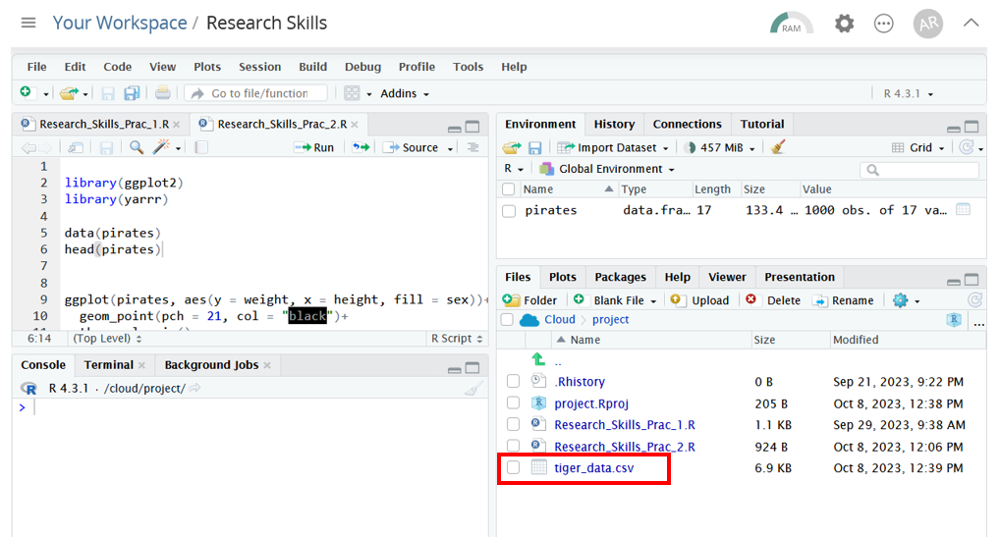 Your Workspace / Research Skills
RAM
AR
File Edit Code View Plots Session Build Debug Profile Tools Help
Go to file/function Addins R 4.3.1
Research_Skills_Prac_1.R Research_Skills_Prac_2.R
Run Source
1
2 library(ggplot2)
3 library(yarrr)
4
5 data(pirates)
6 head(pirates)
7
8
9 ggplot(pirates, aes(y = weight, x = height, fill = sex))+
10 geom_point(pch = 21, col = "black")+
6:14 (Top Level) R Script
Console Terminal Background Jobs
R 4.3.1 · /cloud/project/
>
Environment History Connections Tutorial
Import Dataset 457 MiB Grid
R Global Environment
Name Type Length Size Value
pirates data.fra… 17 133.4 … 1000 obs. of 17 va…
Files Plots Packages Help Viewer Presentation
Folder Blank File Upload Delete Rename
Cloud project R ...
Name Size Modified
..
.Rhistory 0 B Sep 21, 2023, 9:22 PM
project.Rproj 205 B Oct 8, 2023, 12:38 PM
Research_Skills_Prac_1.R 1.1 KB Sep 29, 2023, 9:38 AM
Research_Skills_Prac_2.R 924 B Oct 8, 2023, 12:06 PM
tiger_data.csv 6.9 KB Oct 8, 2023, 12:39 PM